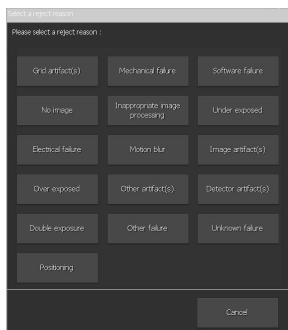 Select a reject reason
Please select a reject reason :
Grid artifact(s)
Mechanical failure
Software failure
No image
Inappropriate image
processing
Under exposed
Electrical failure
Motion blur
Image artifact(s)
Over exposed
Other artifact(s)
Detector artifact(s)
Double exposure
Other failure
Unknown failure
Positioning
Cancel